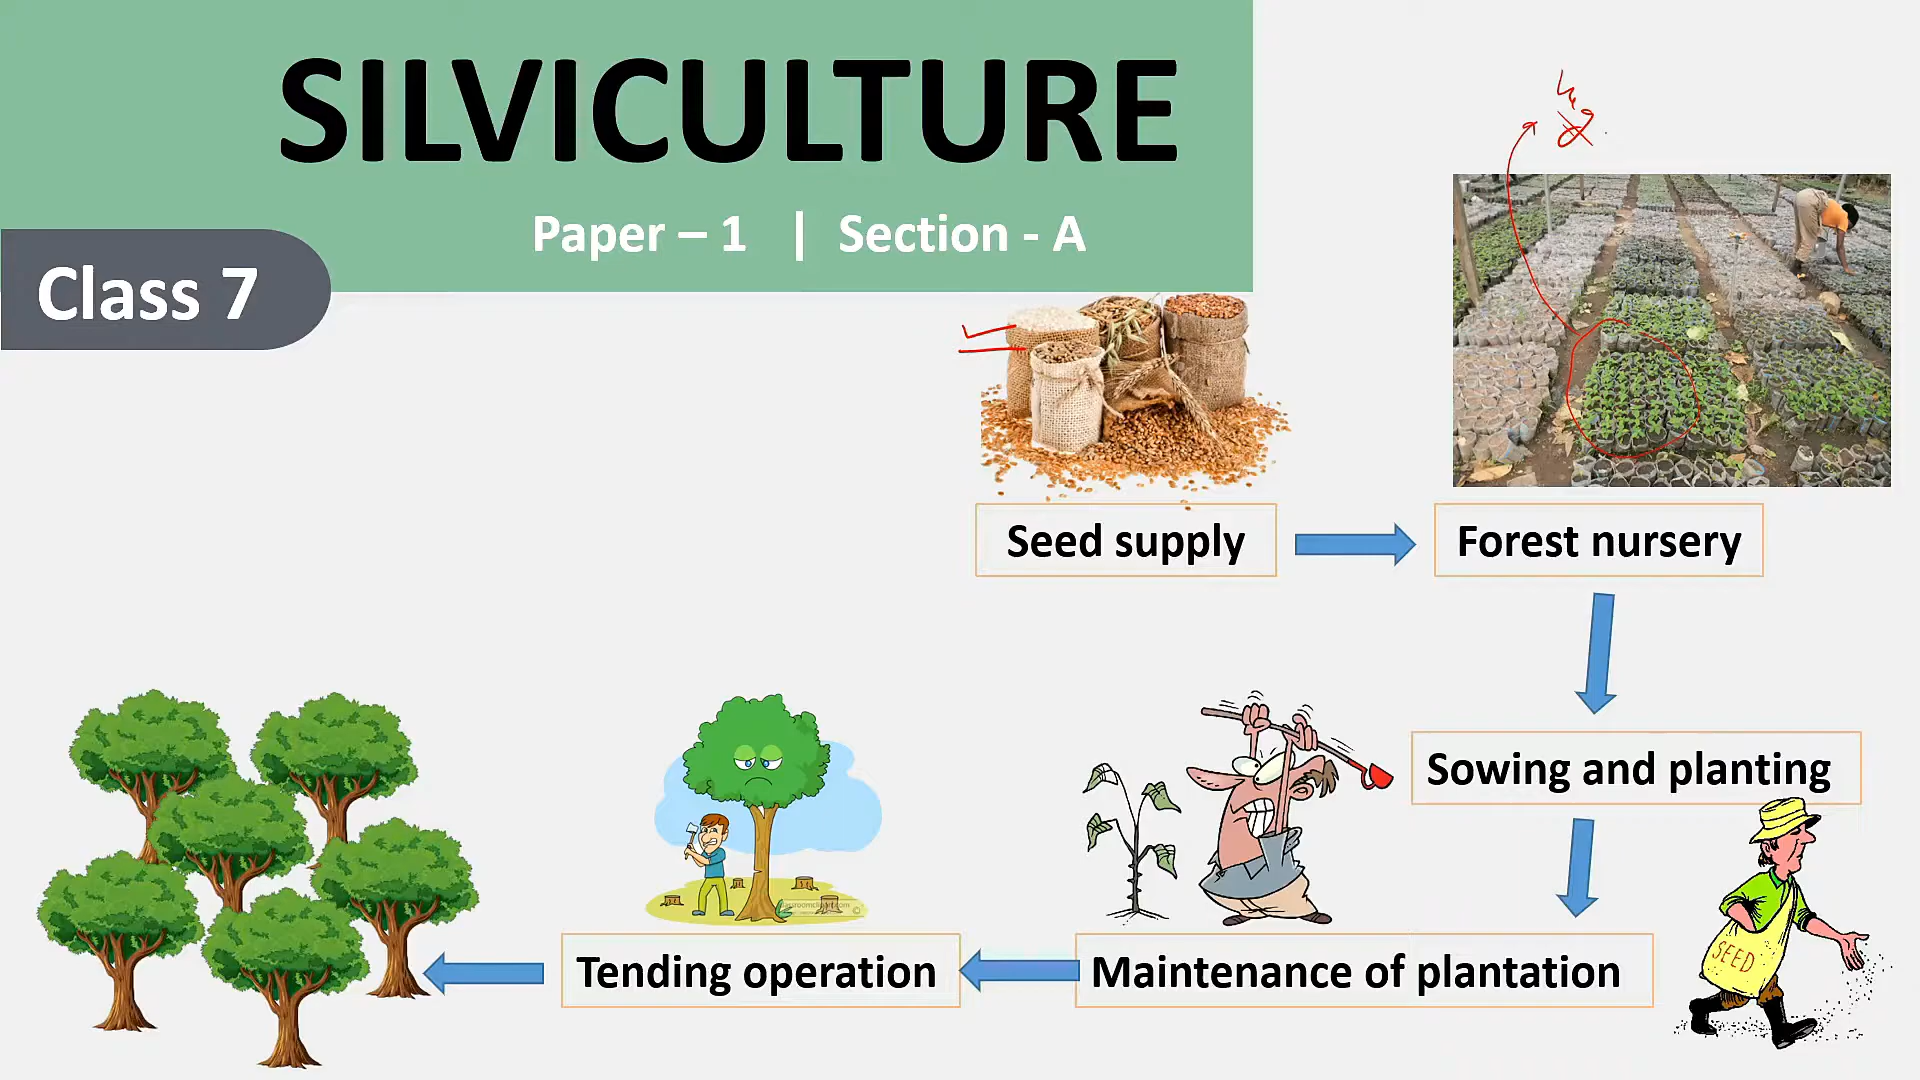 SILVICULTURE
Paper – 1 | Section - A
Class 7
Seed supply
Forest nursery
Sowing and planting
SEED
Maintenance of plantation
Tending operation